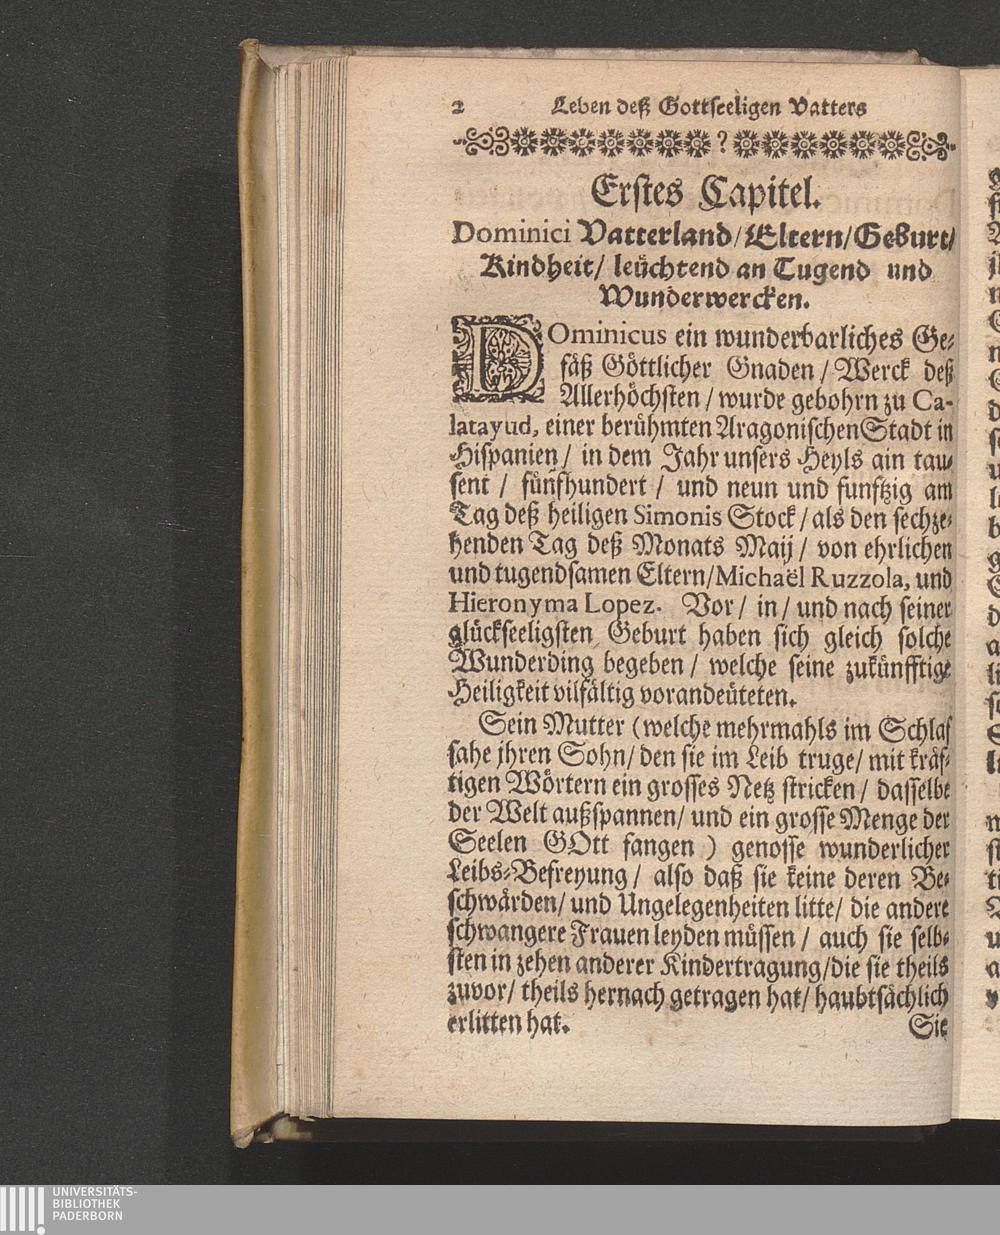 2 Leben deß Gottseeligen Vatters
Erstes Capitel.
Dominici Vatterland/ Eltern/ Geburt/
Kindheit/ leüchtend an Tugend und
Wunderwercken.
DOminicus ein wunderbarliches Ge-
fäß Göttlicher Gnaden / Werck deß
Allerhöchsten / wurde gebohrn zu Ca-
latayud, einer berühmten Aragonischen Stadt in
Hispanien / in dem Jahr unsers Heyls ain tau-
sent / fünfhundert / und neun und funftzig am
Tag deß heiligen Simonis Stock / als den sechze-
henden Tag deß Monats Maij / von ehrlichen
und tugendsamen Eltern/ Michaël Ruzzola, und
Hieronyma Lopez. Vor / in / und nach seiner
glückseeligsten Geburt haben sich gleich solche
Wunderding begeben / welche seine zukünfftige
Heiligkeit vilfältig vorandeüteten.
Sein Mutter (welche mehrmahls im Schlaf
sahe jhren Sohn/ den sie im Leib truge/ mit kräf-
tigen Wörtern ein grosses Netz stricken / dasselbe
der Welt außspannen/ und ein grosse Menge der
Seelen GOtt fangen ) genosse wunderlicher
Leibs-Befreyung / also daß sie keine deren Be-
schwärden/ und Ungelegenheiten litte/ die andere
schwangere Frauen leyden müssen / auch sie selb-
sten in zehen anderer Kindertragung/ die sie theils
zuvor/ theils hernach getragen hat/ haubtsächlich
erlitten hat.
Sie
UNIVERSITÄTS-
BIBLIOTHEK
PADERBORN